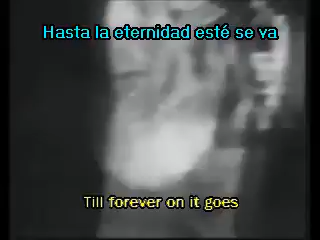 Hasta la eternidad esté se va
Till forever on it goes